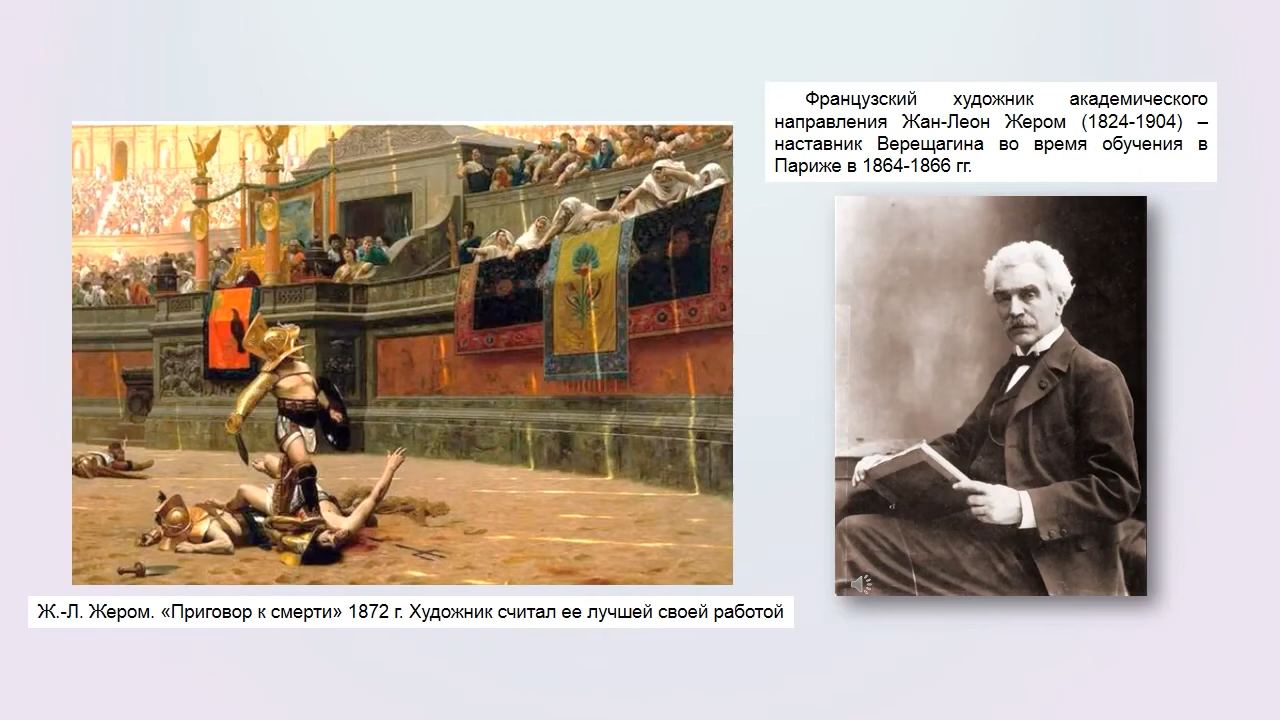 Французский художник академического
направления Жан-Леон Жером (1824-1904) –
наставник Верещагина во время обучения в
Париже в 1864-1866 гг.
Ж.-Л. Жером. «Приговор к смерти» 1872 г. Художник считал ее лучшей своей работой